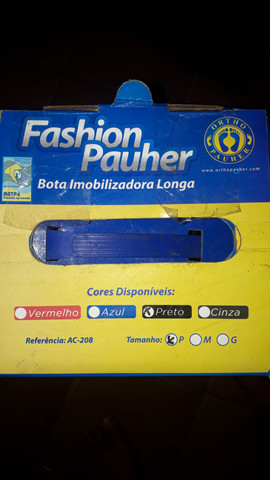 Fashion
Pauher
ORTHO
PAUHER
www.orthopauher.com
Bota Imobilizadora Longa
Cores Disponíveis:
Vermelho
Azul
Preto
Cinza
Referência: AC-208
Tamanho:
P
M
G